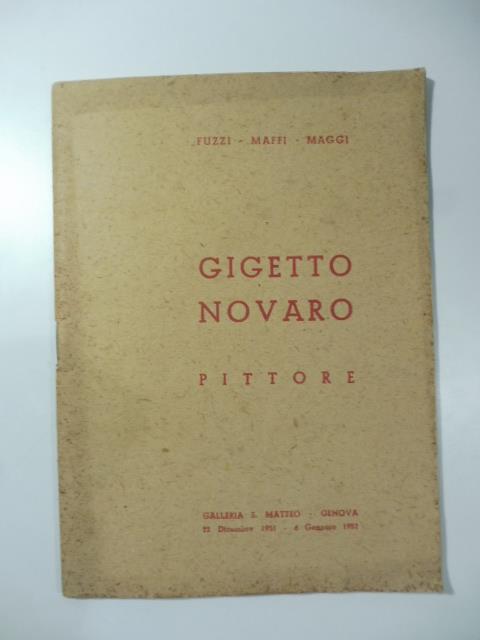 FUZZI - MAFFI - MAGGI
GIGETTO
NOVARO
PITTORE
GALLERIA S. MATTEO - GENOVA
22 Dicembre 1951 - 6 Gennaio 1952